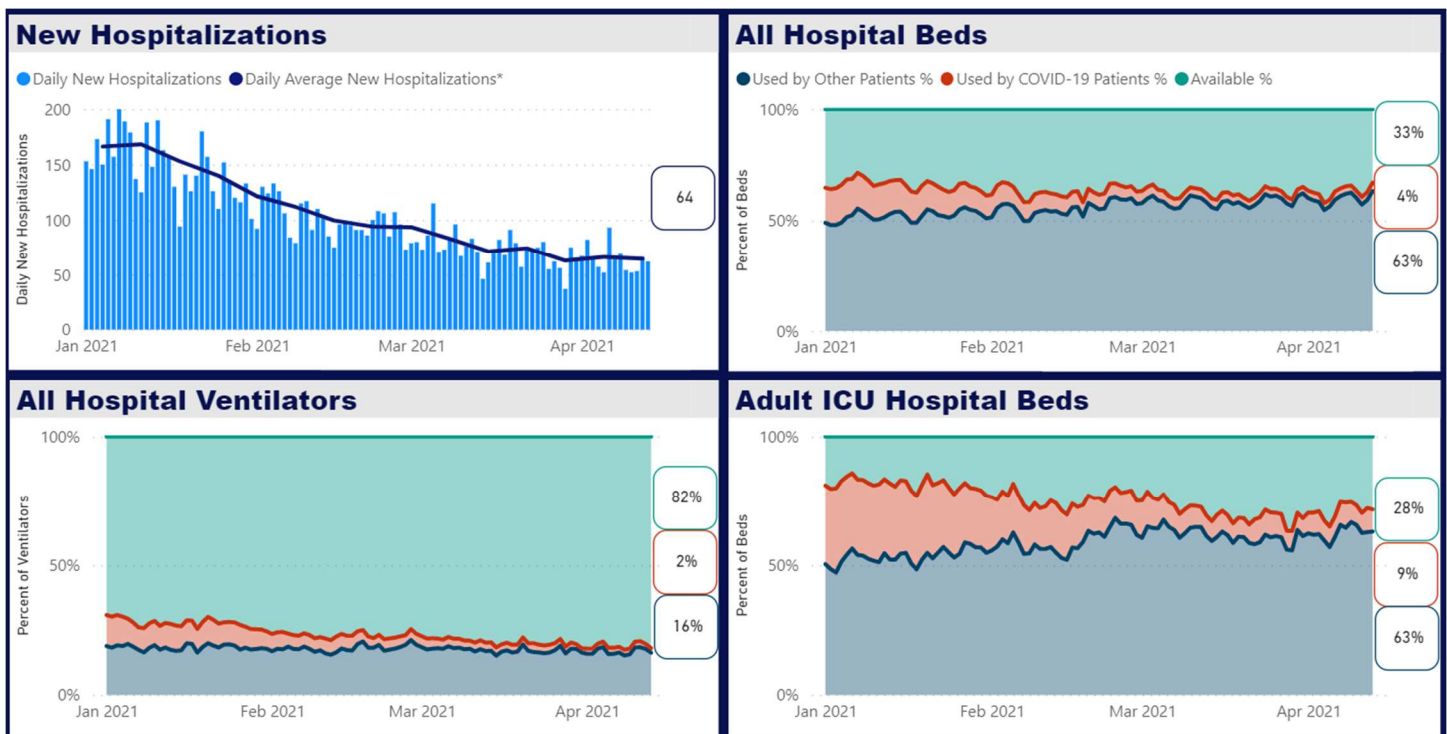 New Hospitalizations
Daily New Hospitalizations Daily Average New Hospitalizations*
Daily New Hospitalizations
200
150
100
50
0
64
Jan 2021 Feb 2021 Mar 2021 Apr 2021
All Hospital Beds
Used by Other Patients % Used by COVID-19 Patients % Available %
Percent of Beds
100%
50%
0%
33%
4%
63%
Jan 2021 Feb 2021 Mar 2021 Apr 2021
All Hospital Ventilators
Percent of Ventilators
100%
50%
0%
82%
2%
16%
Jan 2021 Feb 2021 Mar 2021 Apr 2021
Adult ICU Hospital Beds
Percent of Beds
100%
50%
0%
28%
9%
63%
Jan 2021 Feb 2021 Mar 2021 Apr 2021